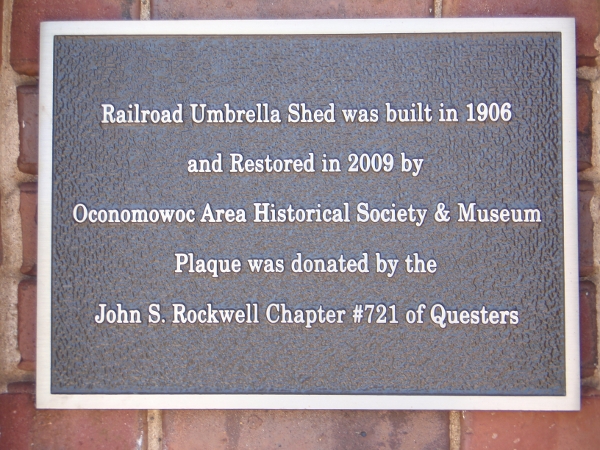 Railroad Umbrella Shed was built in 1906
and Restored in 2009 by
Oconomowoc Area Historical Society & Museum
Plaque was donated by the
John S. Rockwell Chapter #721 of Questers